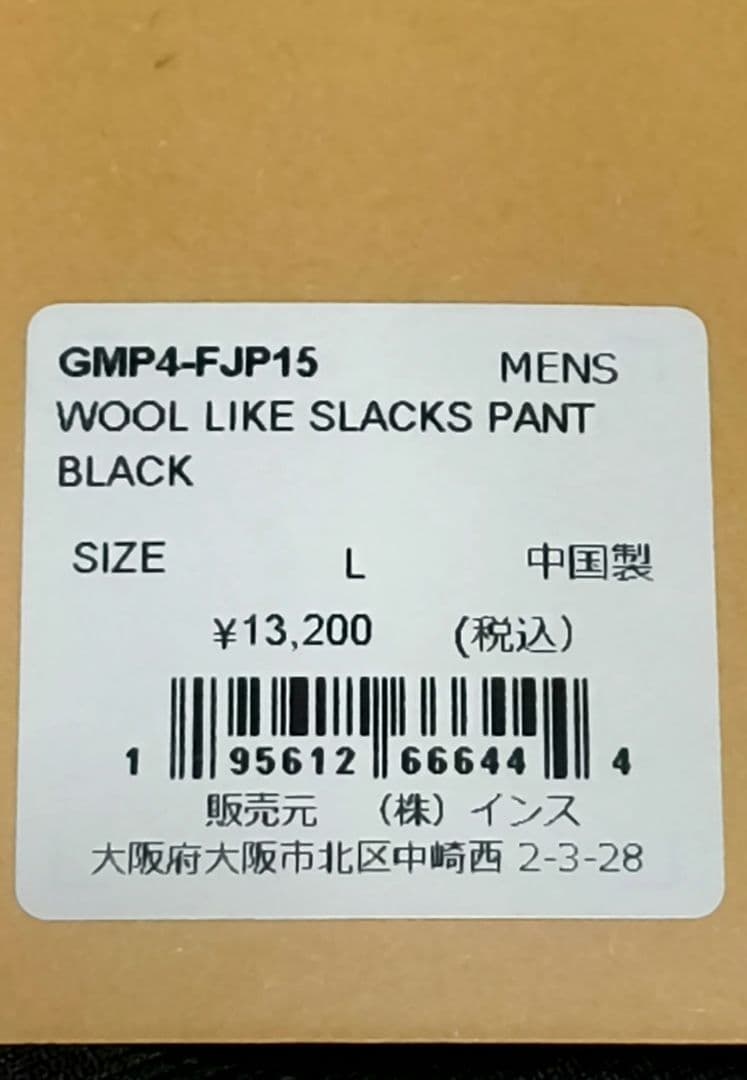 GMP4-FJP15 MENS
WOOL LIKE SLACKS PANT
BLACK
SIZE L 中国製
¥13,200 (税込)
1 95612 66644 4
販売元 (株)インス
大阪府大阪市北区中崎西 2-3-28